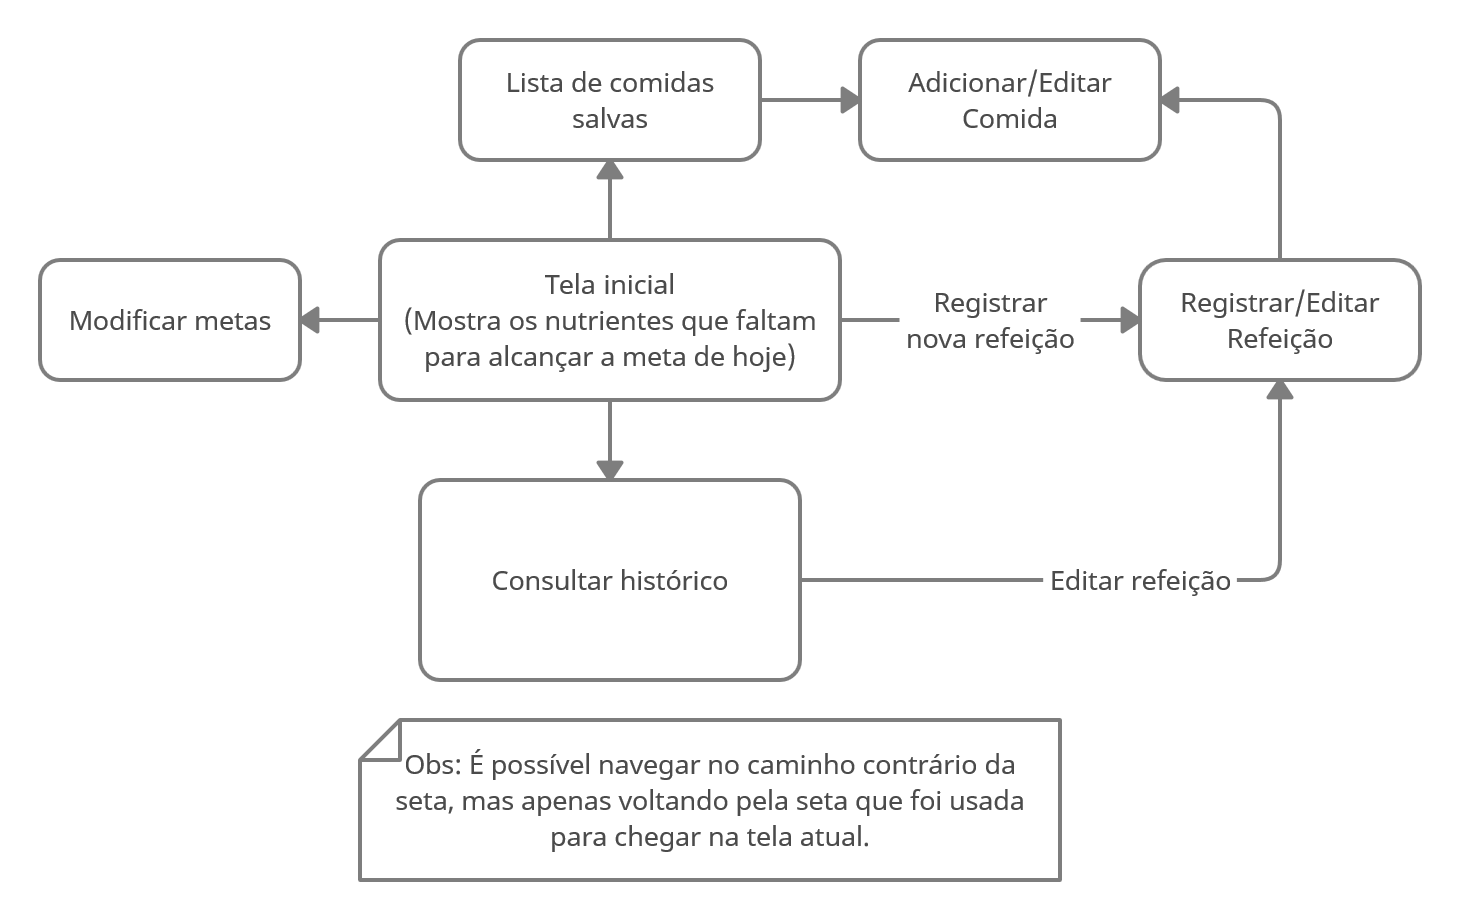 Lista de comidas
salvas
Adicionar/Editar
Comida
Modificar metas
Tela inicial
(Mostra os nutrientes que faltam
para alcançar a meta de hoje)
Registrar
nova refeição
Registrar/Editar
Refeição
Consultar histórico
Editar refeição
Obs: É possível navegar no caminho contrário da
seta, mas apenas voltando pela seta que foi usada
para chegar na tela atual.